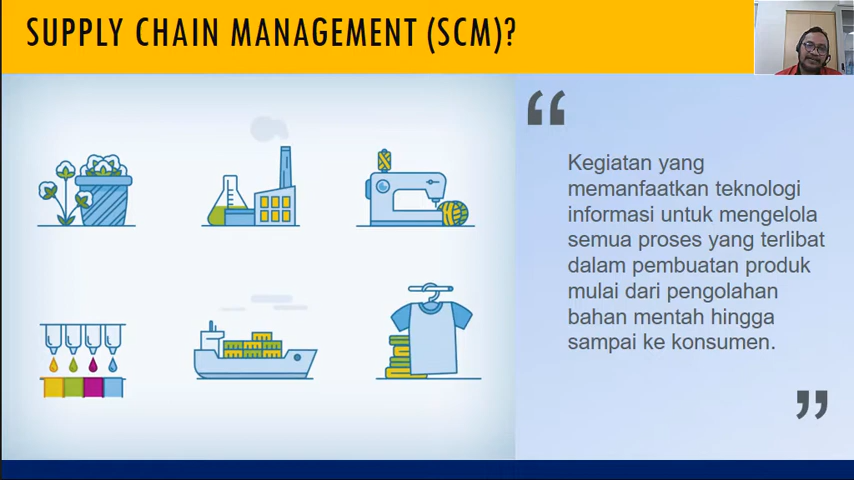 SUPPLY CHAIN MANAGEMENT (SCM)?
“
Kegiatan yang
memanfaatkan teknologi
informasi untuk mengelola
semua proses yang terlibat
dalam pembuatan produk
mulai dari pengolahan
bahan mentah hingga
sampai ke konsumen.
”